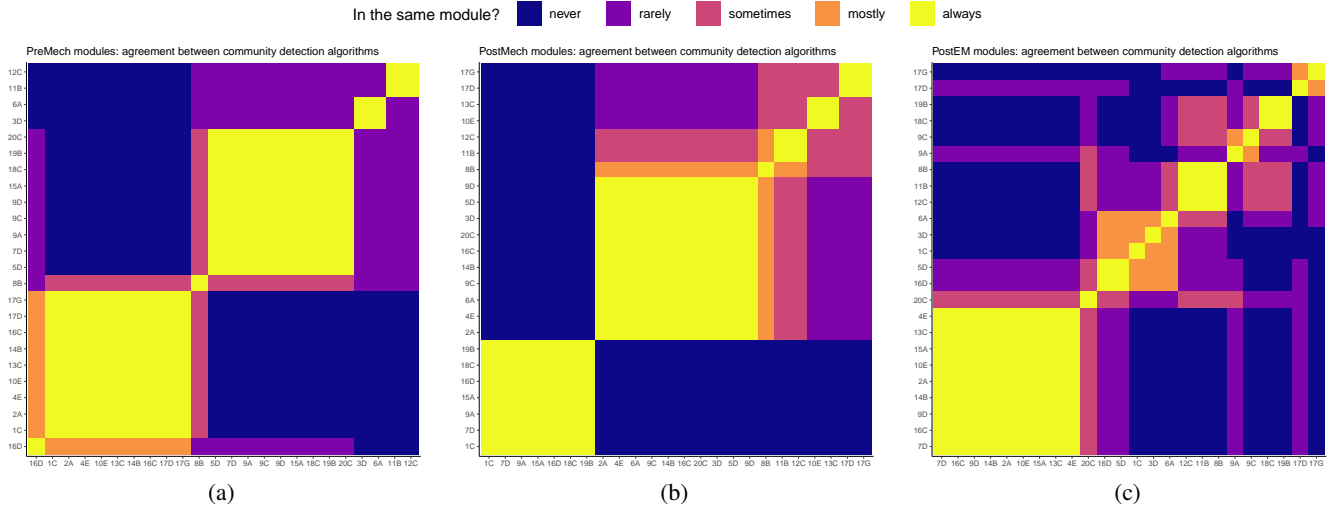 In the same module? never rarely sometimes mostly always
PreMech modules: agreement between community detection algorithms
12C
11B
6A
3D
20C
19B
18C
15A
9D
9C
9A
7D
5D
8B
17G
17D
16C
14B
13C
10E
4E
2A
1C
16D
16D 1C 2A 4E 10E 13C 14B 16C 17D 17G 8B 5D 7D 9A 9C 9D 15A 18C 19B 20C 3D 6A 11B 12C
(a)
PostMech modules: agreement between community detection algorithms
17G
17D
13C
10E
12C
11B
8B
9D
5D
3D
20C
16C
14B
9C
6A
4E
2A
19B
18C
16D
15A
9A
7D
1C
1C 7D 9A 15A 16D 18C 19B 2A 4E 6A 9C 14B 16C 20C 3D 5D 9D 8B 11B 12C 10E 13C 17D 17G
(b)
PostEM modules: agreement between community detection algorithms
17G
17D
19B
18C
9C
9A
8B
11B
12C
6A
3D
1C
5D
16D
20C
4E
13C
15A
10E
2A
14B
9D
16C
7D
7D 16C 9D 14B 2A 10E 15A 13C 4E 20C 16D 5D 1C 3D 6A 12C 11B 8B 9A 9C 18C 19B 17D 17G
(c)